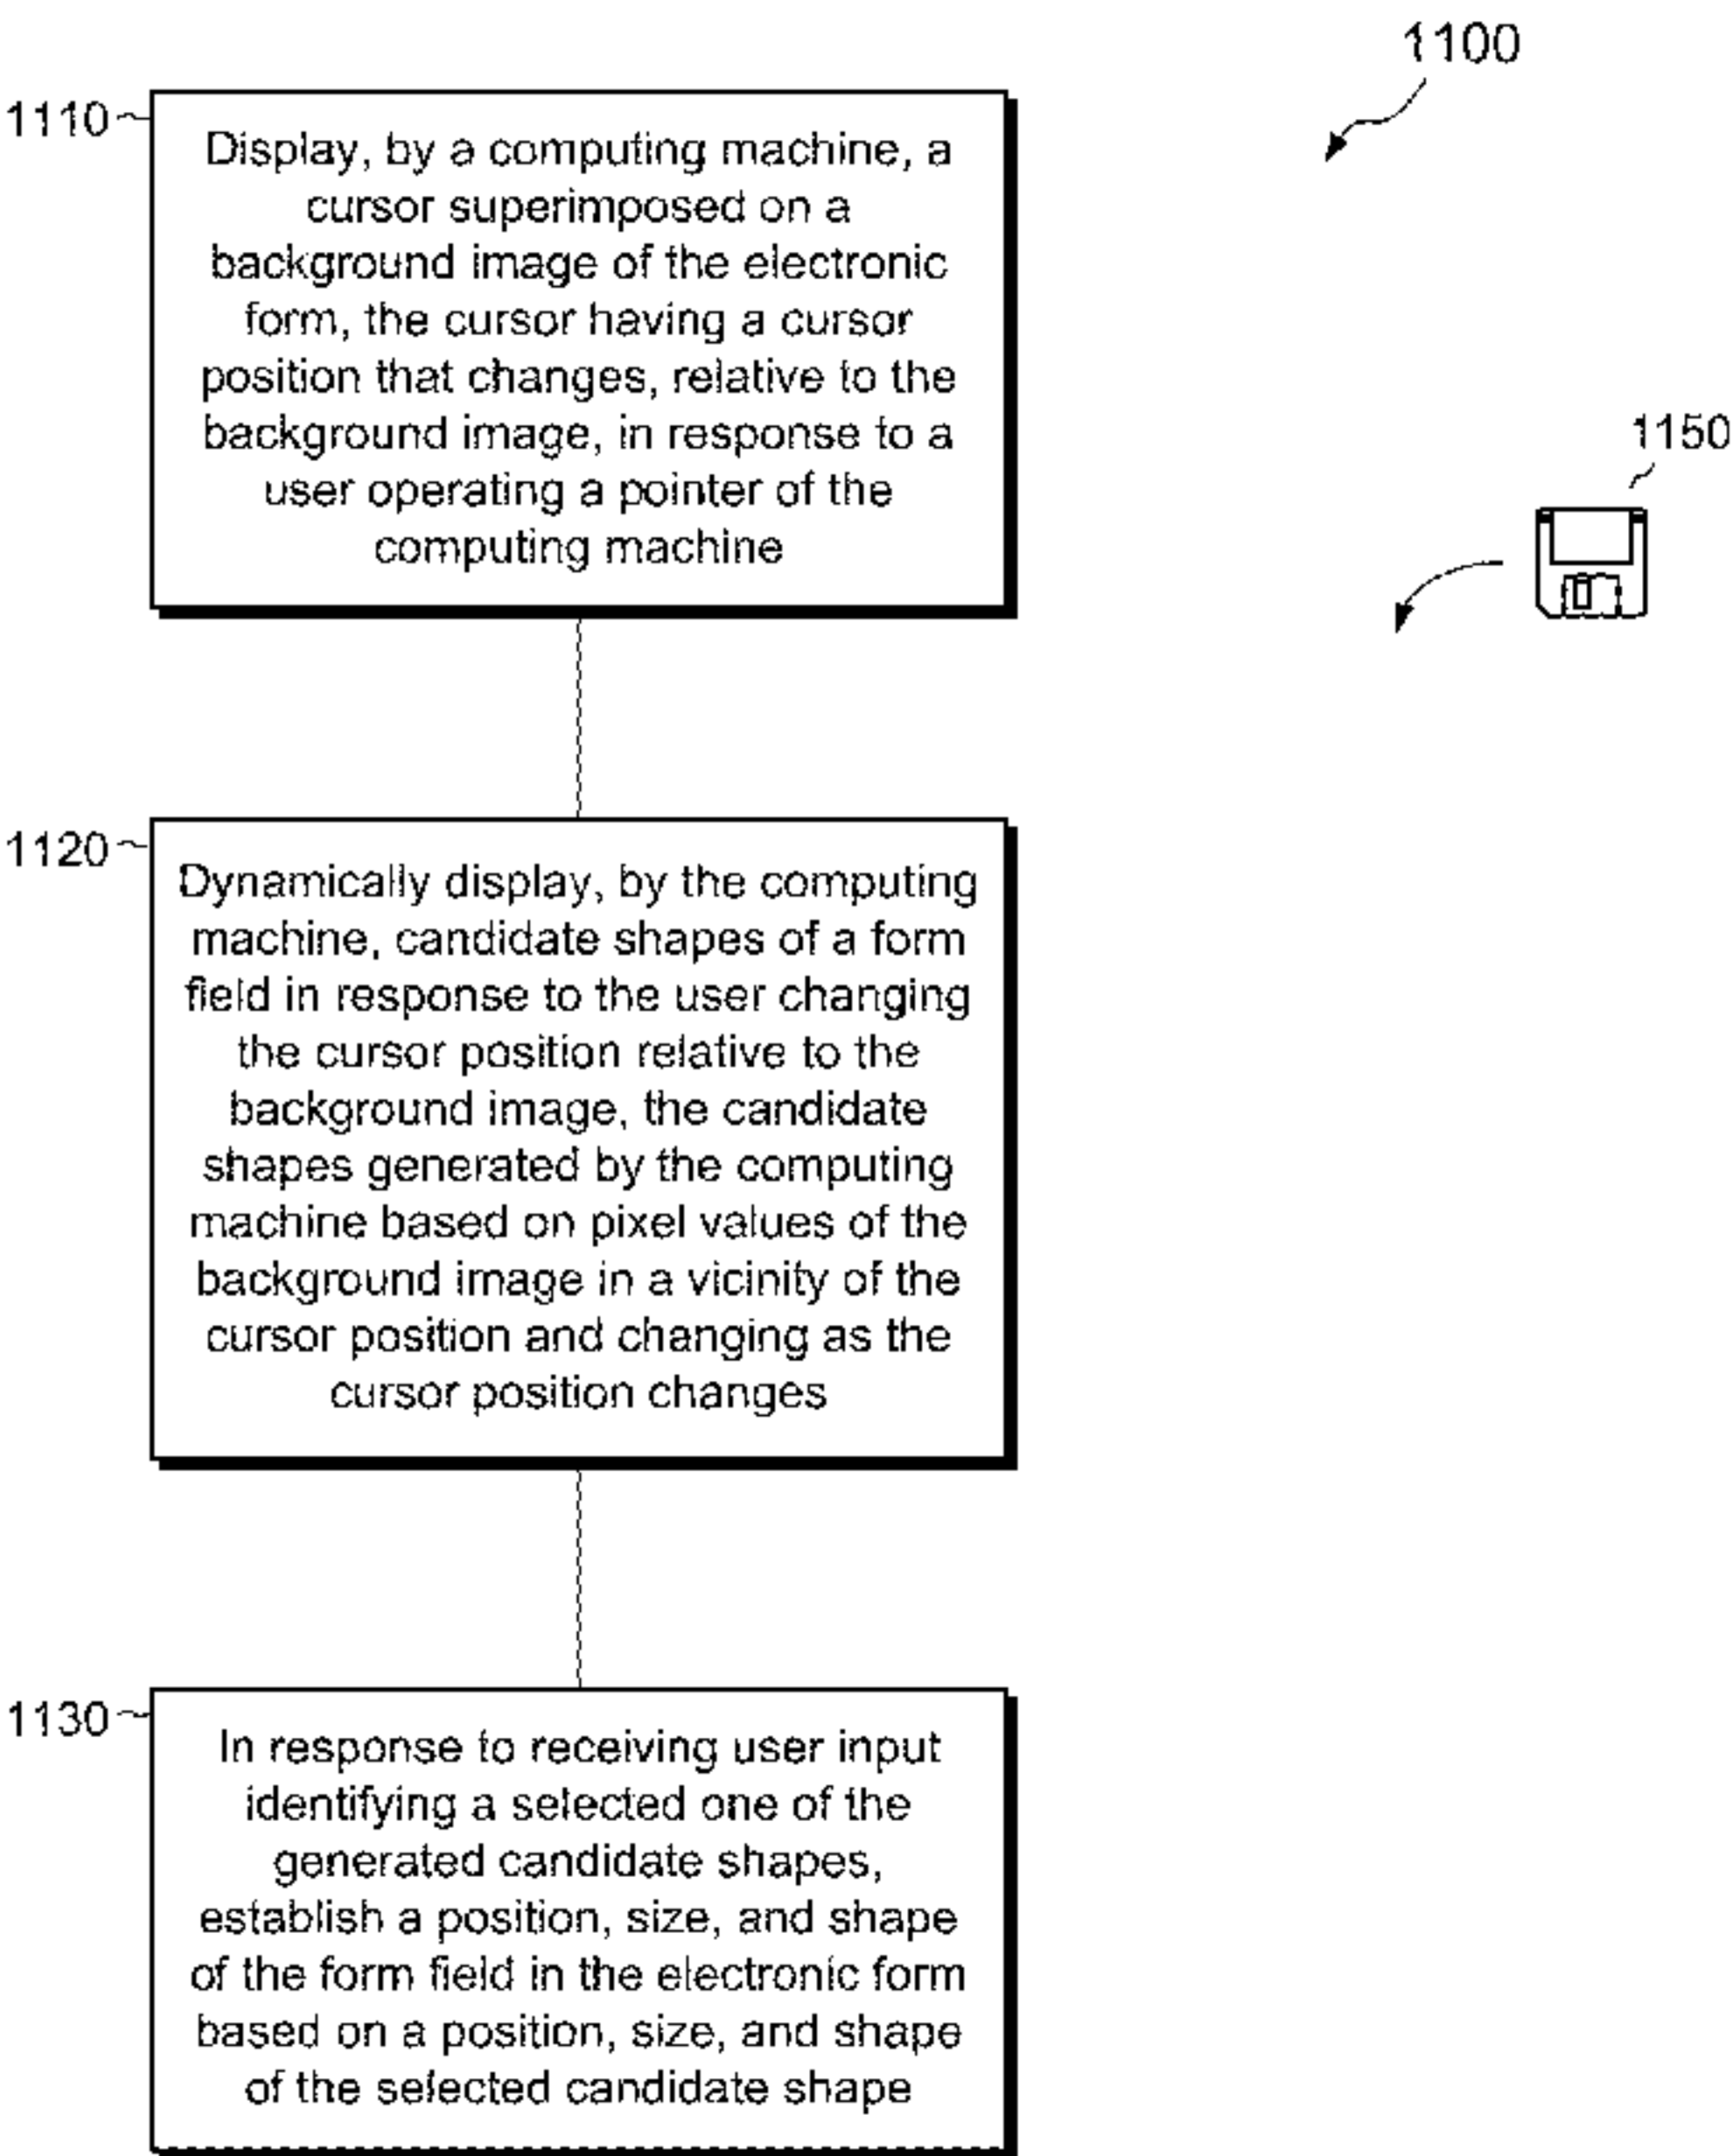 1100
1110
Display, by a computing machine, a
cursor superimposed on a
background image of the electronic
form, the cursor having a cursor
position that changes, relative to the
background image, in response to a
user operating a pointer of the
computing machine
1150
1120
Dynamically display, by the computing
machine, candidate shapes of a form
field in response to the user changing
the cursor position relative to the
background image, the candidate
shapes generated by the computing
machine based on pixel values of the
background image in a vicinity of the
cursor position and changing as the
cursor position changes
1130
In response to receiving user input
identifying a selected one of the
generated candidate shapes,
establish a position, size, and shape
of the form field in the electronic form
based on a position, size, and shape
of the selected candidate shape